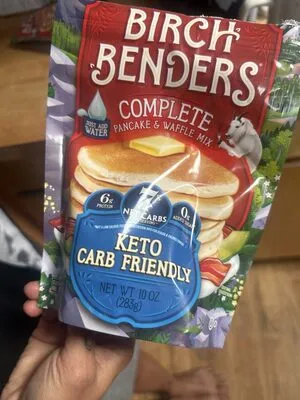 BIRCH
BENDERS
COMPLETE
PANCAKE & WAFFLE MIX
JUST ADD
WATER
6g
PROTEIN
NET CARBS
0g
KETO
CARB FRIENDLY
NET WT 10 OZ
(283g)